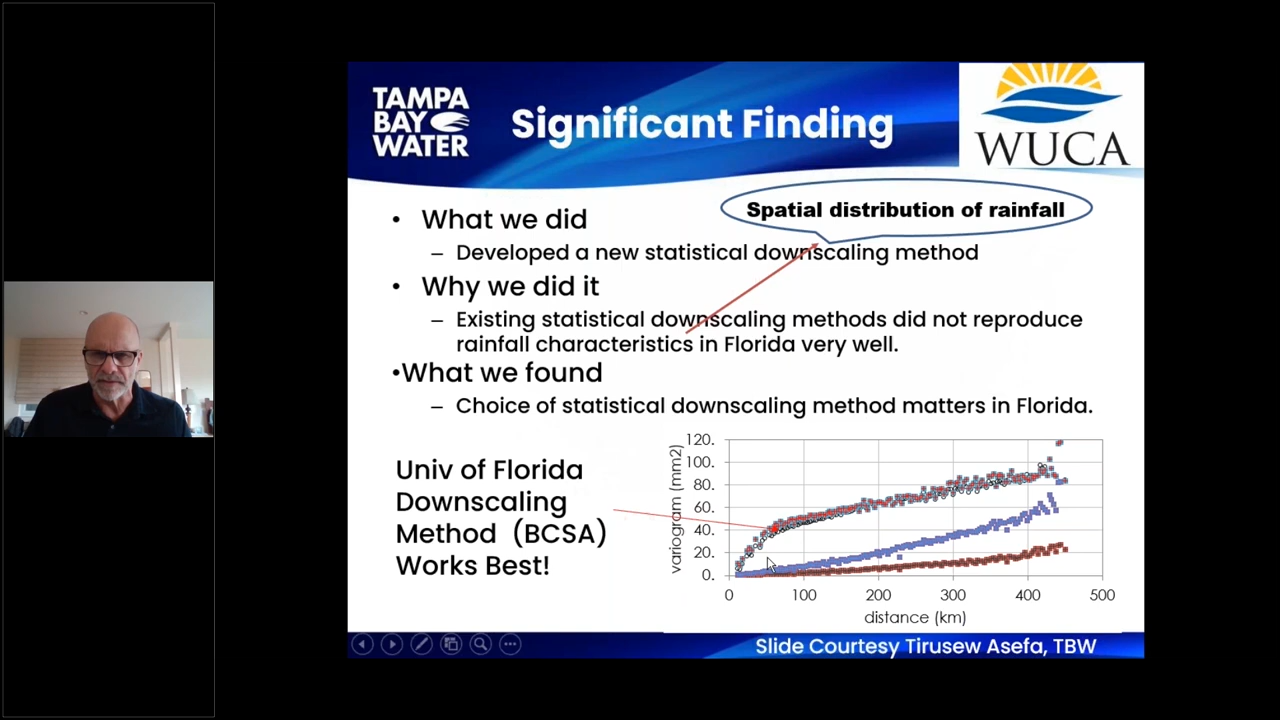 TAMPA
BAY
WATER
Significant Finding
WUCA
Spatial distribution of rainfall
• What we did
– Developed a new statistical downscaling method
• Why we did it
– Existing statistical downscaling methods did not reproduce
rainfall characteristics in Florida very well.
•What we found
– Choice of statistical downscaling method matters in Florida.
Univ of Florida
Downscaling
Method (BCSA)
Works Best!
variogram (mm2)
120.
100.
80.
60.
40.
20.
0.
0 100 200 300 400 500
distance (km)
Slide Courtesy Tirusew Asefa, TBW